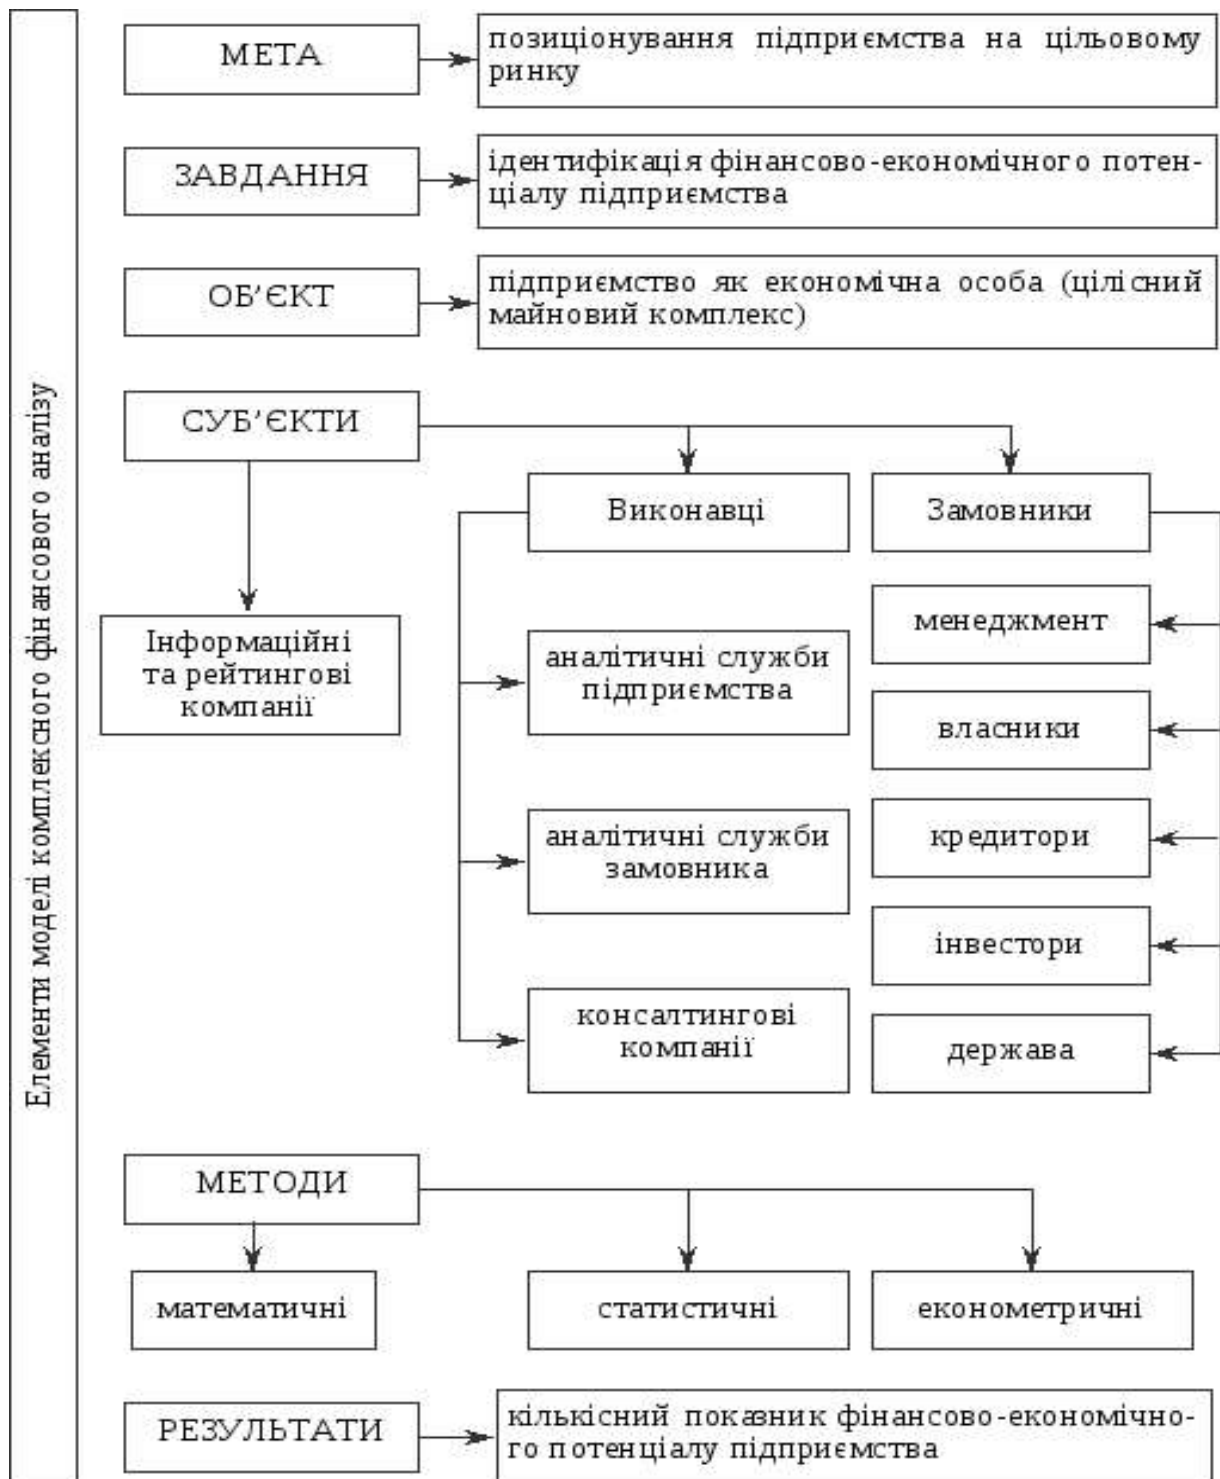 Елементи моделі комплексного фінансового аналізу
МЕТА
позиціонування підприємства на цільовому
ринку
ЗАВДАННЯ
ідентифікація фінансово-економічного потен-
ціалу підприємства
ОБ’ЄКТ
підприємство як економічна особа (цілісний
майновий комплекс)
СУБ’ЄКТИ
Виконавці
Замовники
Інформаційні
та рейтингові
компанії
аналітичні служби
підприємства
аналітичні служби
замовника
консалтингові
компанії
менеджмент
власники
кредитори
інвестори
держава
МЕТОДИ
математичні
статистичні
економетричні
РЕЗУЛЬТАТИ
кількісний показник фінансово-економічно-
го потенціалу підприємства